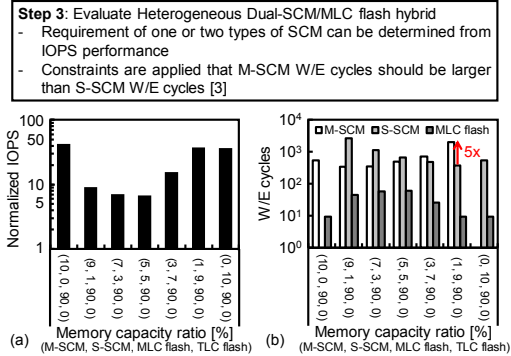 Step 3: Evaluate Heterogeneous Dual-SCM/MLC flash hybrid
- Requirement of one or two types of SCM can be determined from
IOPS performance
- Constraints are applied that M-SCM W/E cycles should be larger
than S-SCM W/E cycles [3]
Normalized IOPS
100
50
10
5
1
(10, 0, 90, 0)
(9, 1, 90, 0)
(7, 3, 90, 0)
(5, 5, 90, 0)
(3, 7, 90, 0)
(1, 9, 90, 0)
(0, 10, 90, 0)
(a) Memory capacity ratio [%]
(M-SCM, S-SCM, MLC flash, TLC flash)
W/E cycles
10⁴
10³
10²
10¹
10⁰
M-SCM S-SCM MLC flash
5x
(10, 0, 90, 0)
(9, 1, 90, 0)
(7, 3, 90, 0)
(5, 5, 90, 0)
(3, 7, 90, 0)
(1, 9, 90, 0)
(0, 10, 90, 0)
(b) Memory capacity ratio [%]
(M-SCM, S-SCM, MLC flash, TLC flash)